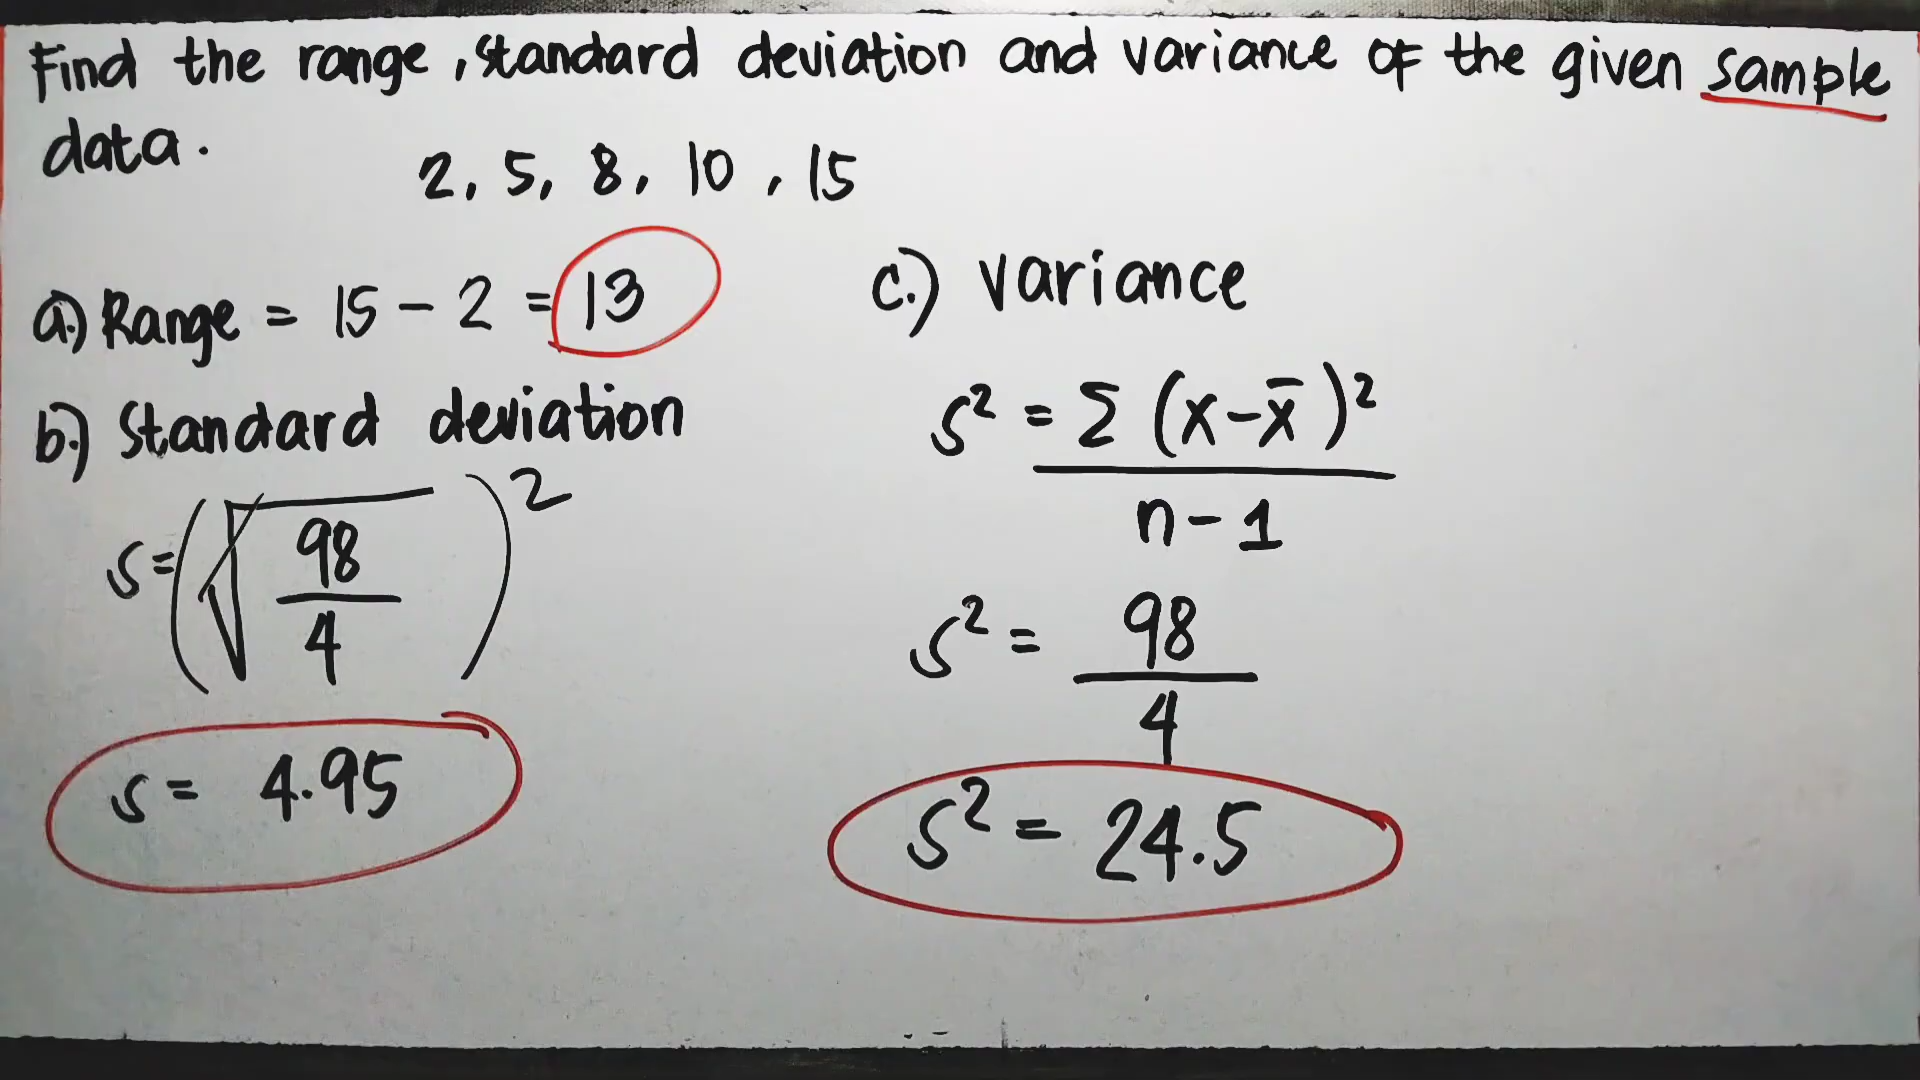 Find the range, standard deviation and variance of the given sample
data.
2, 5, 8, 10, 15
a.) Range = 15 - 2 = 13
b.) Standard deviation
s = (√(98/4))²
s = 4.95
c.) Variance
s² = Σ(x - x̄)² / n - 1
s² = 98/4
s² = 24.5